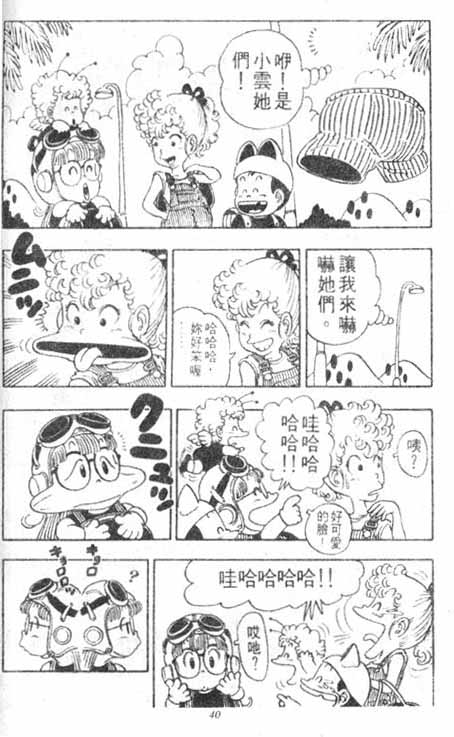 咿！是
小雲她
們！
讓我來嚇
嚇她們。
哈哈哈，
妳好笨喔
………
ムニッ
咦？
哇哈哈
哈哈!!
好可愛
的臉！
クニュッ
哇哈哈哈哈!!
哎吔？
?
キョロ
キョロ
40